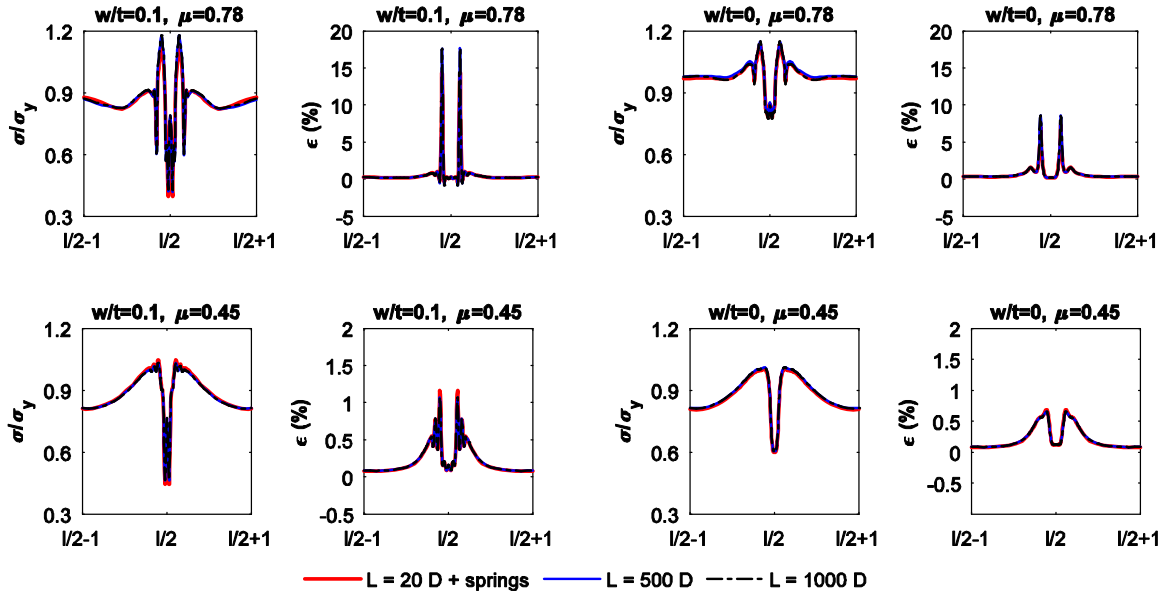 w/t=0.1, μ=0.78
w/t=0.1, μ=0.78
w/t=0, μ=0.78
w/t=0, μ=0.78
1.2
0.9
0.6
0.3
σ/σy
l/2-1 l/2 l/2+1
20
15
10
5
0
-5
ϵ (%)
l/2-1 l/2 l/2+1
1.2
0.9
0.6
0.3
σ/σy
l/2-1 l/2 l/2+1
20
15
10
5
0
-5
ϵ (%)
l/2-1 l/2 l/2+1
w/t=0.1, μ=0.45
w/t=0.1, μ=0.45
w/t=0, μ=0.45
w/t=0, μ=0.45
1.2
0.9
0.6
0.3
σ/σy
l/2-1 l/2 l/2+1
2
1.5
1
0.5
0
-0.5
ϵ (%)
l/2-1 l/2 l/2+1
1.2
0.9
0.6
0.3
σ/σy
l/2-1 l/2 l/2+1
2
1.5
1
0.5
0
-0.5
ϵ (%)
l/2-1 l/2 l/2+1
L = 20 D + springs L = 500 D L = 1000 D